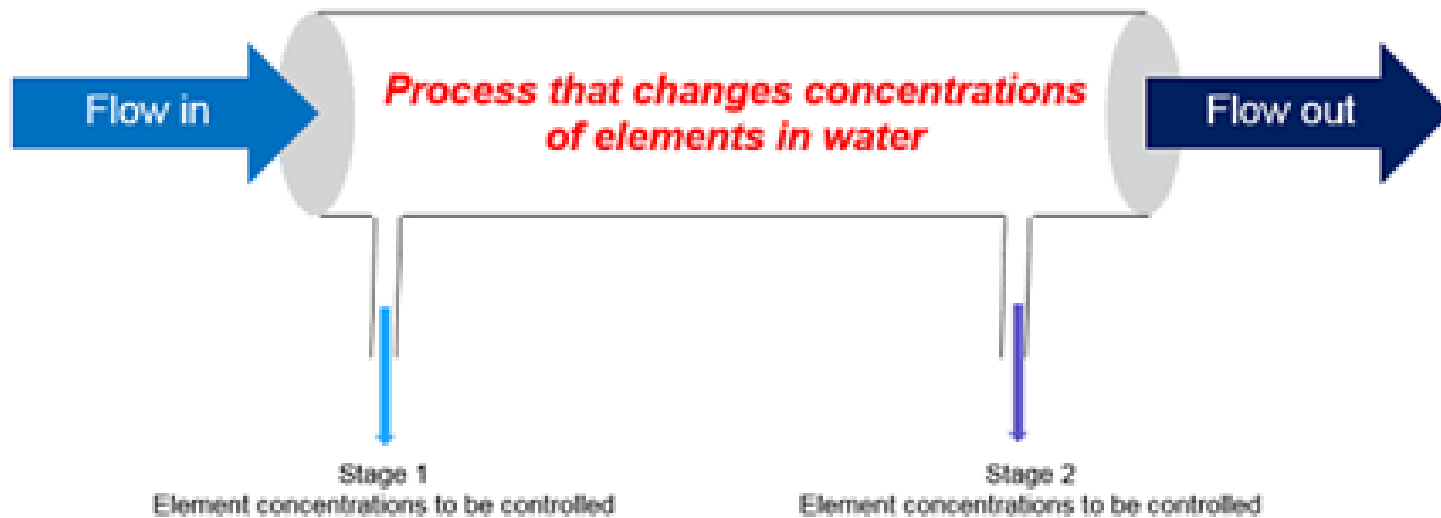 Flow in
Process that changes concentrations
of elements in water
Flow out
Stage 1
Element concentrations to be controlled
Stage 2
Element concentrations to be controlled